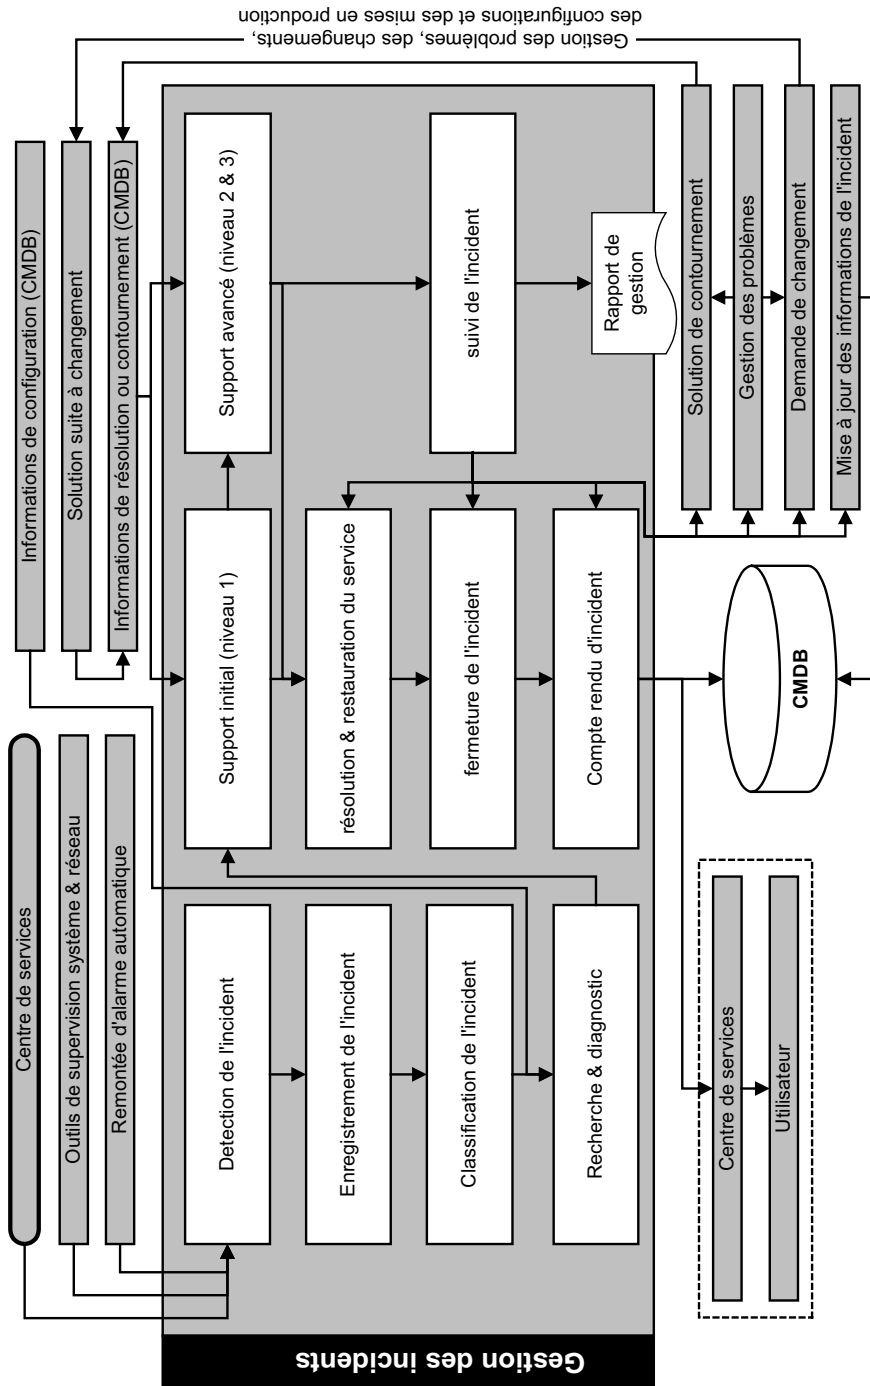 Gestion des incidents
Centre de services
Outils de supervision système & réseau
Remontée d'alarme automatique
Informations de configuration (CMDB)
Solution suite à changement
Informations de résolution ou contournement (CMDB)
Gestion des problèmes, des changements,
des configurations et des mises en production
Detection de l'incident
Enregistrement de l'incident
Classification de l'incident
Recherche & diagnostic
Support initial (niveau 1)
résolution & restauration du service
fermeture de l'incident
Compte rendu d'incident
Support avancé (niveau 2 & 3)
suivi de l'incident
Rapport de
gestion
Centre de services
Utilisateur
CMDB
Solution de contournement
Gestion des problèmes
Demande de changement
Mise à jour des informations de l'incident